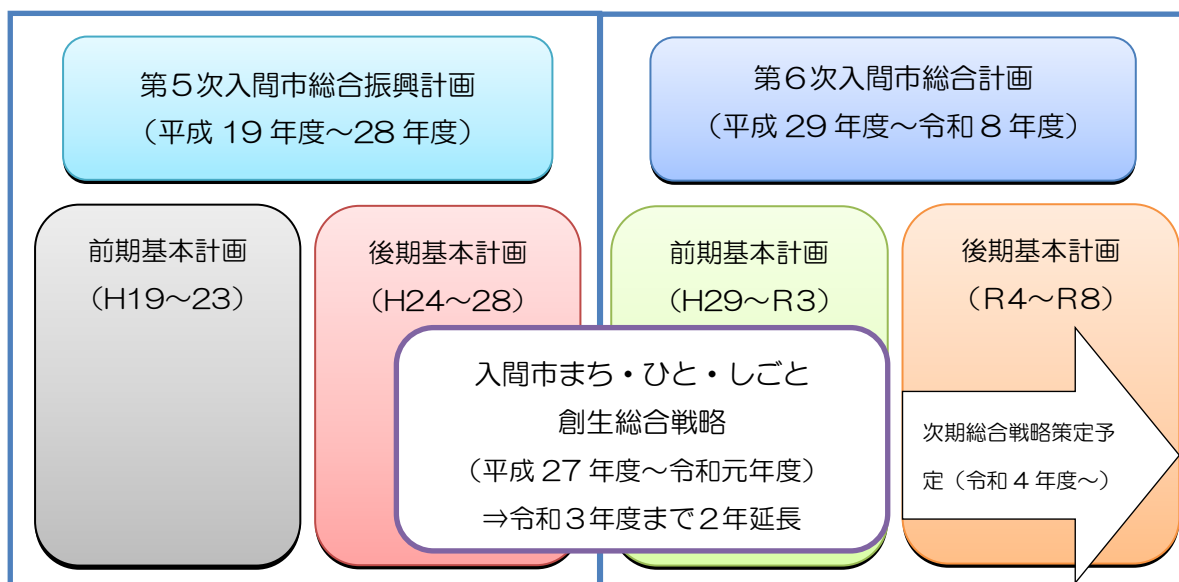 第５次入間市総合振興計画
（平成 19 年度～28 年度）
第６次入間市総合計画
（平成 29 年度～令和 8 年度）
前期基本計画
（H19～23）
後期基本計画
（H24～28）
前期基本計画
（H29～Ｒ3）
後期基本計画
（Ｒ4～Ｒ8）
入間市まち・ひと・しごと
創生総合戦略
（平成 27 年度～令和元年度）
⇒令和３年度まで２年延長
次期総合戦略策定予
定（令和 4 年度～）